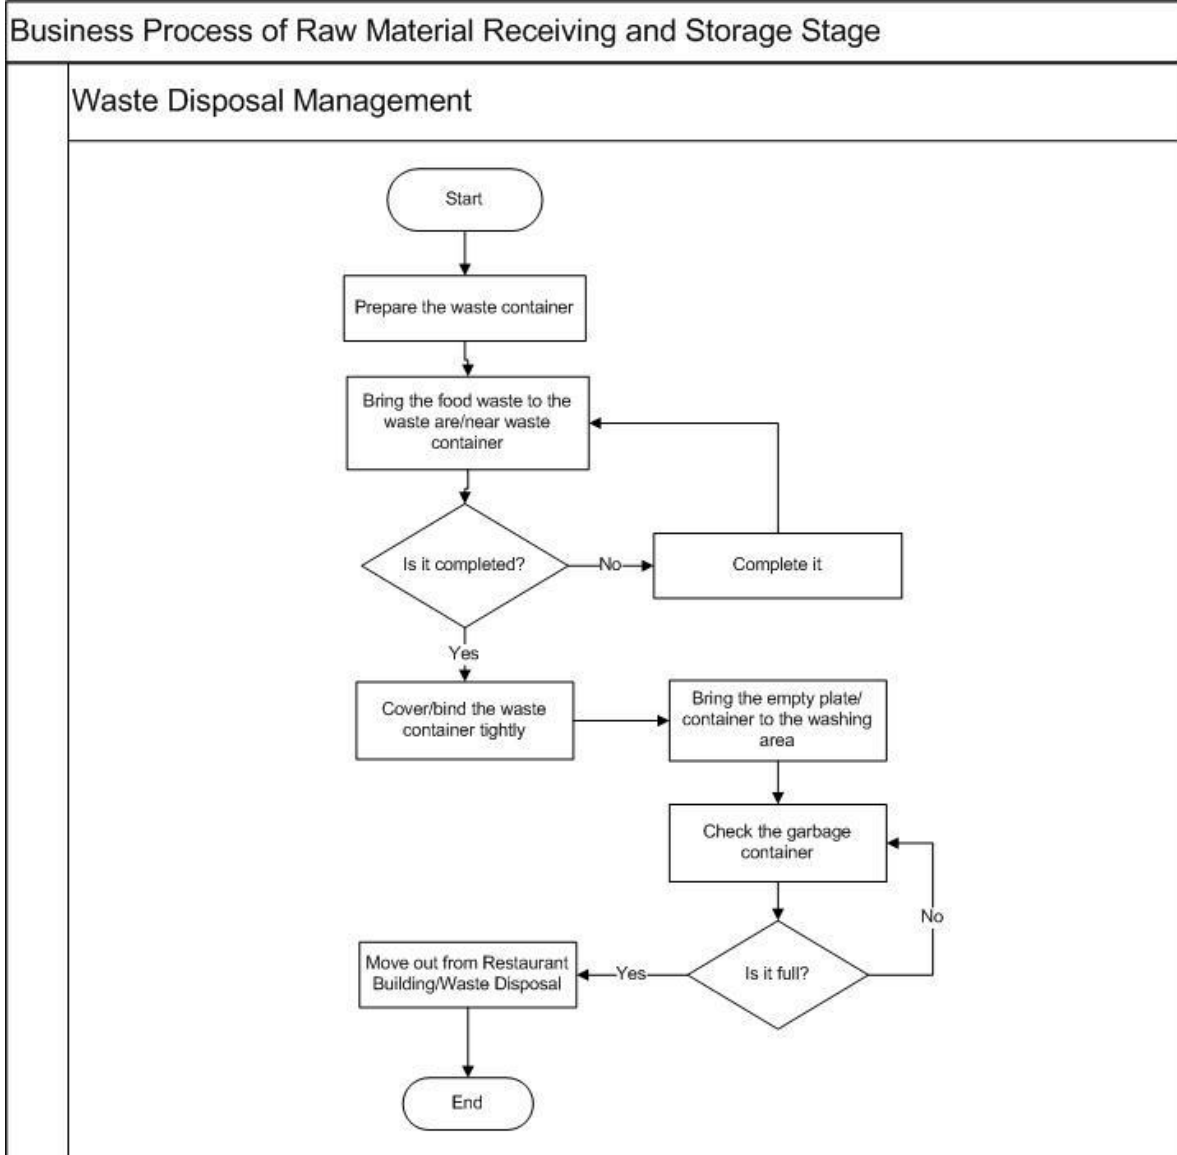 Business Process of Raw Material Receiving and Storage Stage
Waste Disposal Management
Start
Prepare the waste container
Bring the food waste to the
waste are/near waste
container
Is it completed?
No
Complete it
Yes
Cover/bind the waste
container tightly
Bring the empty plate/
container to the washing
area
Check the garbage
container
No
Is it full?
Yes
Move out from Restaurant
Building/Waste Disposal
End